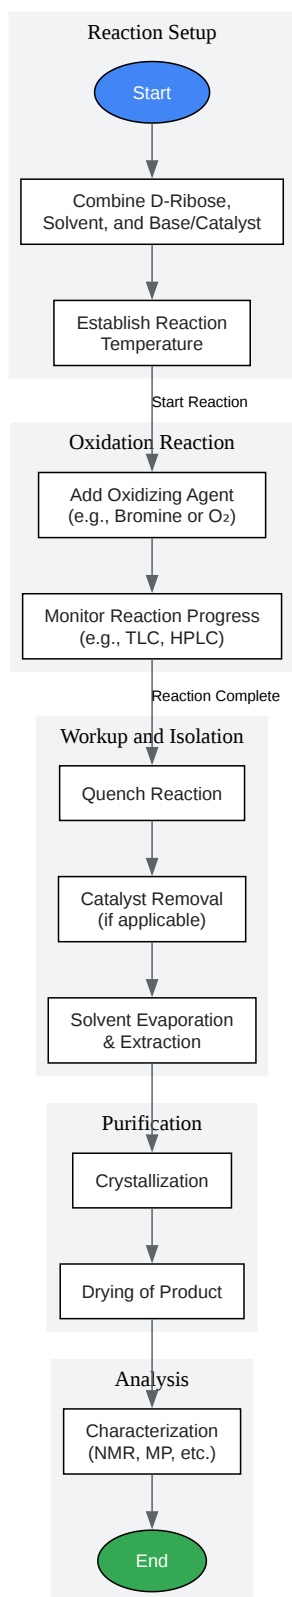 Reaction Setup
Start
Combine D-Ribose,
Solvent, and Base/Catalyst
Establish Reaction
Temperature
Start Reaction
Oxidation Reaction
Add Oxidizing Agent
(e.g., Bromine or O₂)
Monitor Reaction Progress
(e.g., TLC, HPLC)
Reaction Complete
Workup and Isolation
Quench Reaction
Catalyst Removal
(if applicable)
Solvent Evaporation
& Extraction
Purification
Crystallization
Drying of Product
Analysis
Characterization
(NMR, MP, etc.)
End